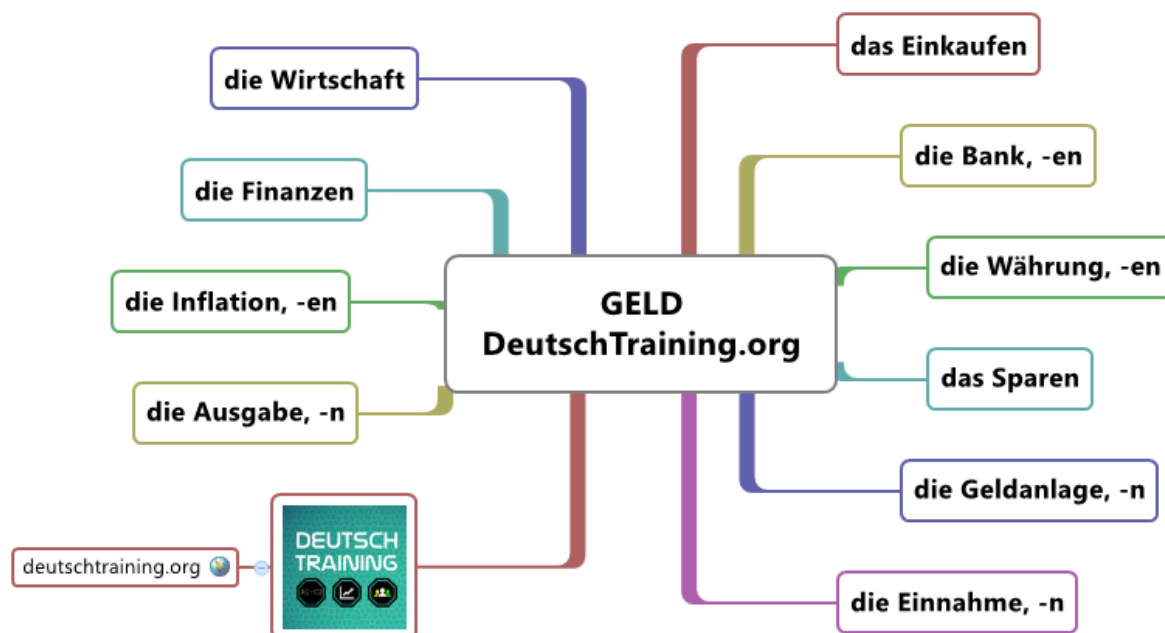 das Einkaufen
die Wirtschaft
die Bank, -en
die Finanzen
die Währung, -en
die Inflation, -en
GELD
DeutschTraining.org
das Sparen
die Ausgabe, -n
die Geldanlage, -n
DEUTSCH
TRAINING
deutschtraining.org
die Einnahme, -n